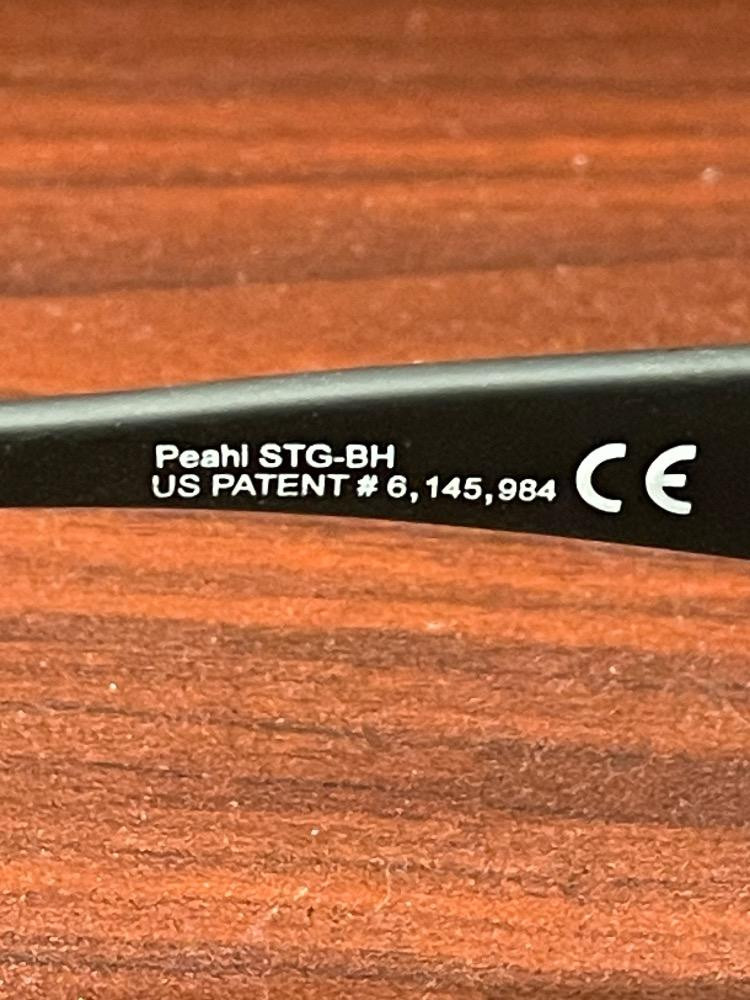 Peahl STG-BH
US PATENT # 6,145,984
CE